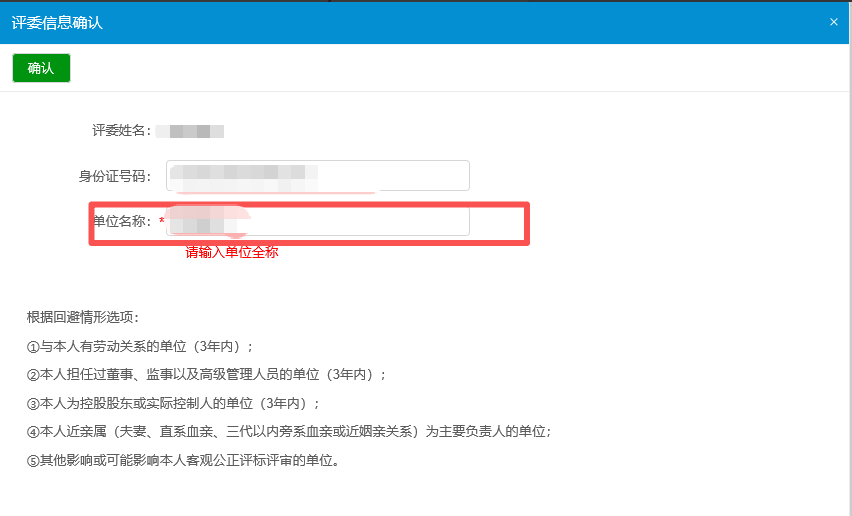 评委信息确认 ×
确认
评委姓名：
身份证号码：
单位名称：*
请输入单位全称
根据回避情形选项：
①与本人有劳动关系的单位（3年内）；
②本人担任过董事、监事以及高级管理人员的单位（3年内）；
③本人为控股股东或实际控制人的单位（3年内）；
④本人近亲属（夫妻、直系血亲、三代以内旁系血亲或近姻亲关系）为主要负责人的单位；
⑤其他影响或可能影响本人客观公正评标评审的单位。